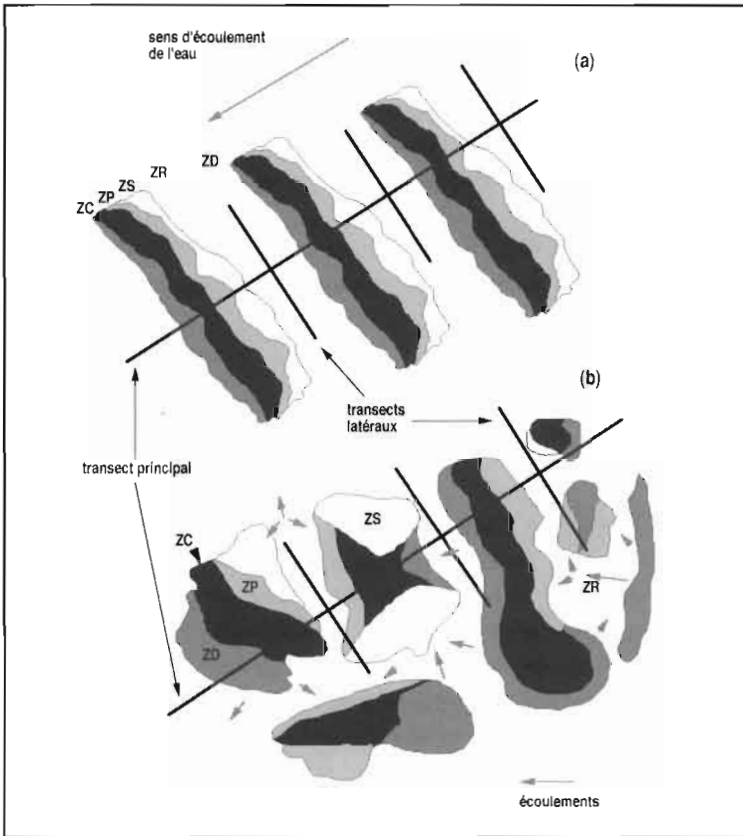 sens d'écoulement
de l'eau
(a)
ZD
ZR
ZS
ZP
ZC
(b)
transects
latéraux
transect principal
ZS
ZC
ZP
ZR
ZD
écoulements